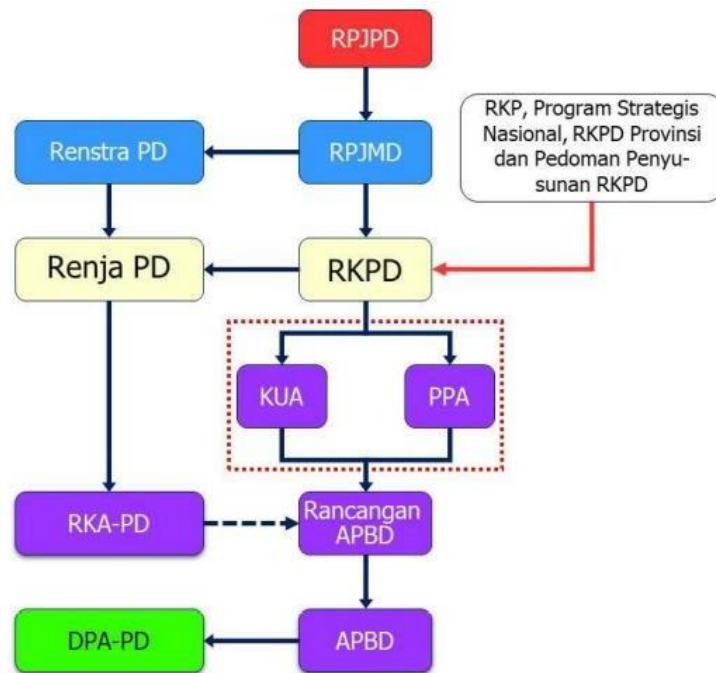 RPJPD
RKP, Program Strategis
Nasional, RKPD Provinsi
dan Pedoman Penyu-
sunan RKPD
Renstra PD
RPJMD
Renja PD
RKPD
KUA
PPA
RKA-PD
Rancangan
APBD
DPA-PD
APBD